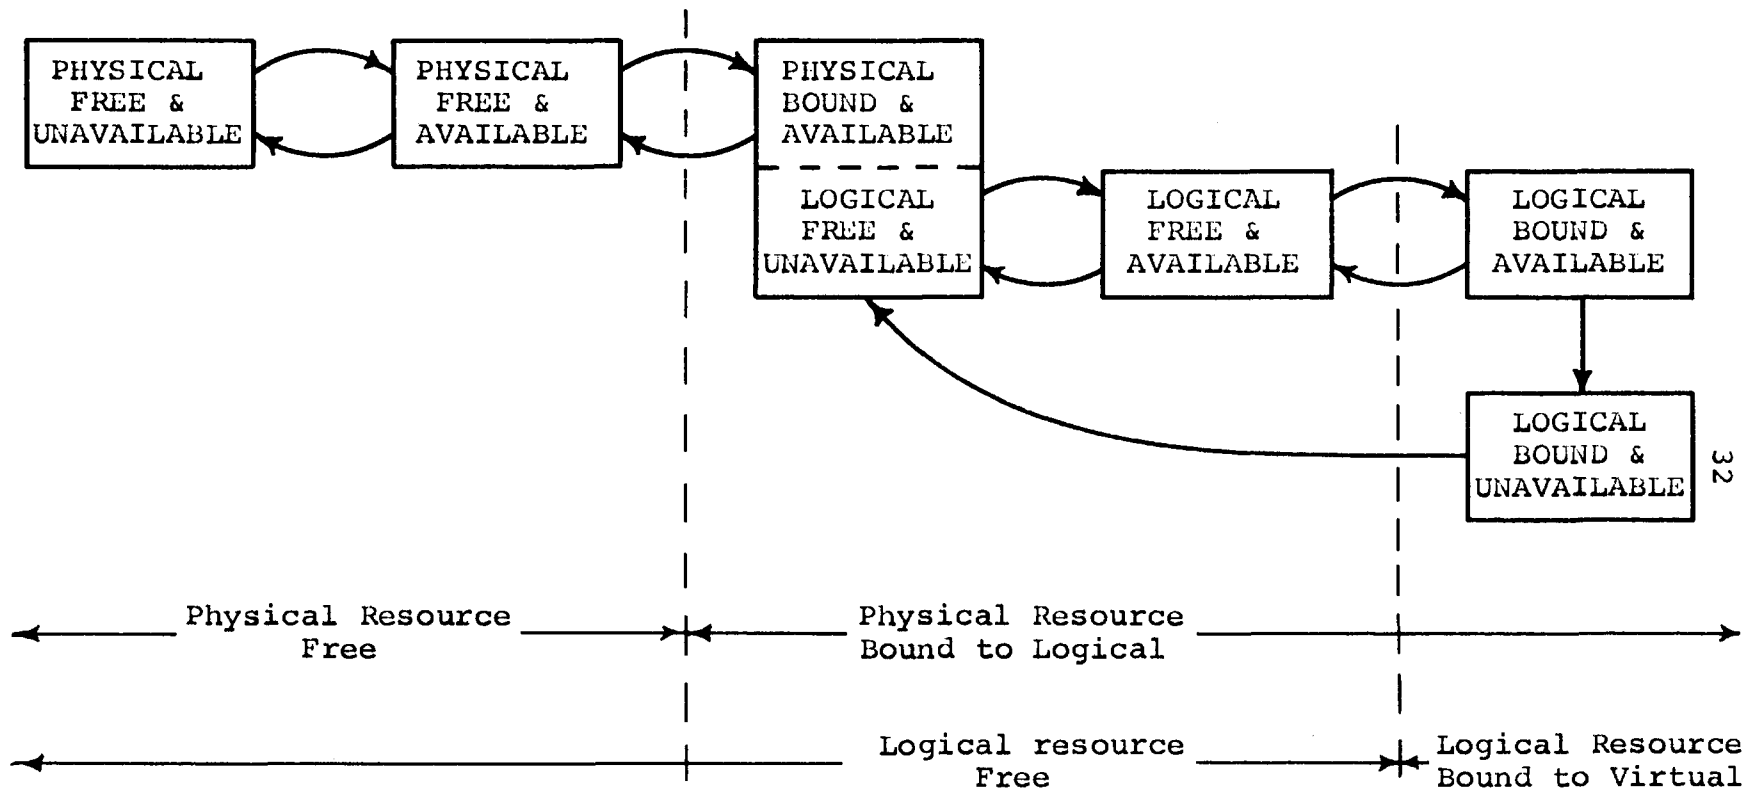 PHYSICAL
FREE &
UNAVAILABLE
PHYSICAL
FREE &
AVAILABLE
PHYSICAL
BOUND &
AVAILABLE
LOGICAL
FREE &
UNAVAILABLE
LOGICAL
FREE &
AVAILABLE
LOGICAL
BOUND &
AVAILABLE
LOGICAL
BOUND &
UNAVAILABLE
32
Physical Resource
Free
Physical Resource
Bound to Logical
Logical resource
Free
Logical Resource
Bound to Virtual